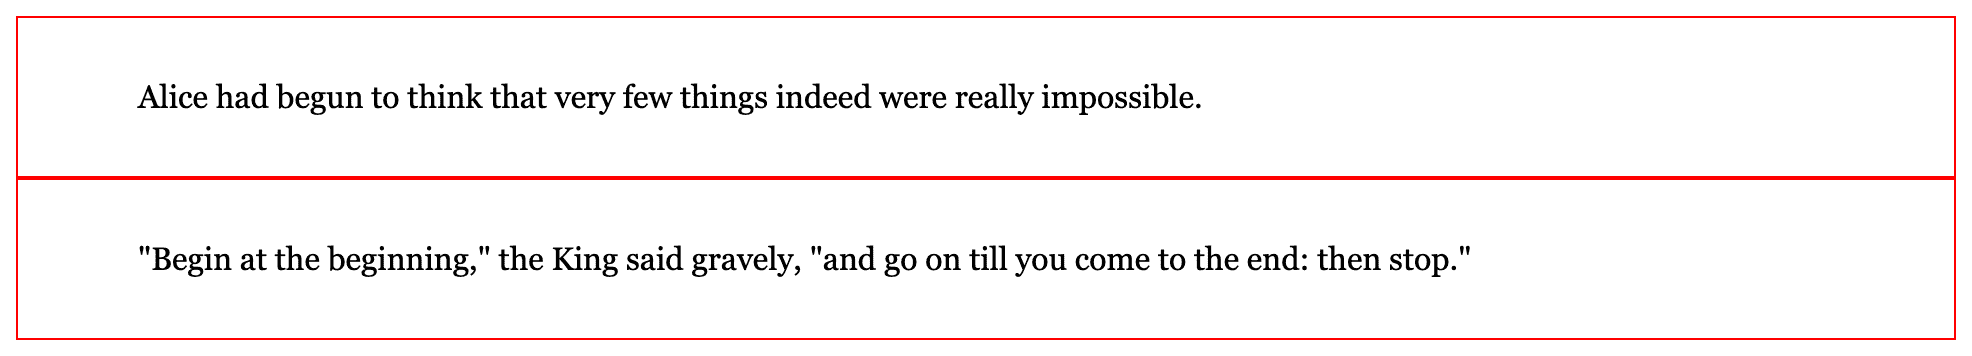 Alice had begun to think that very few things indeed were really impossible.
"Begin at the beginning," the King said gravely, "and go on till you come to the end: then stop."